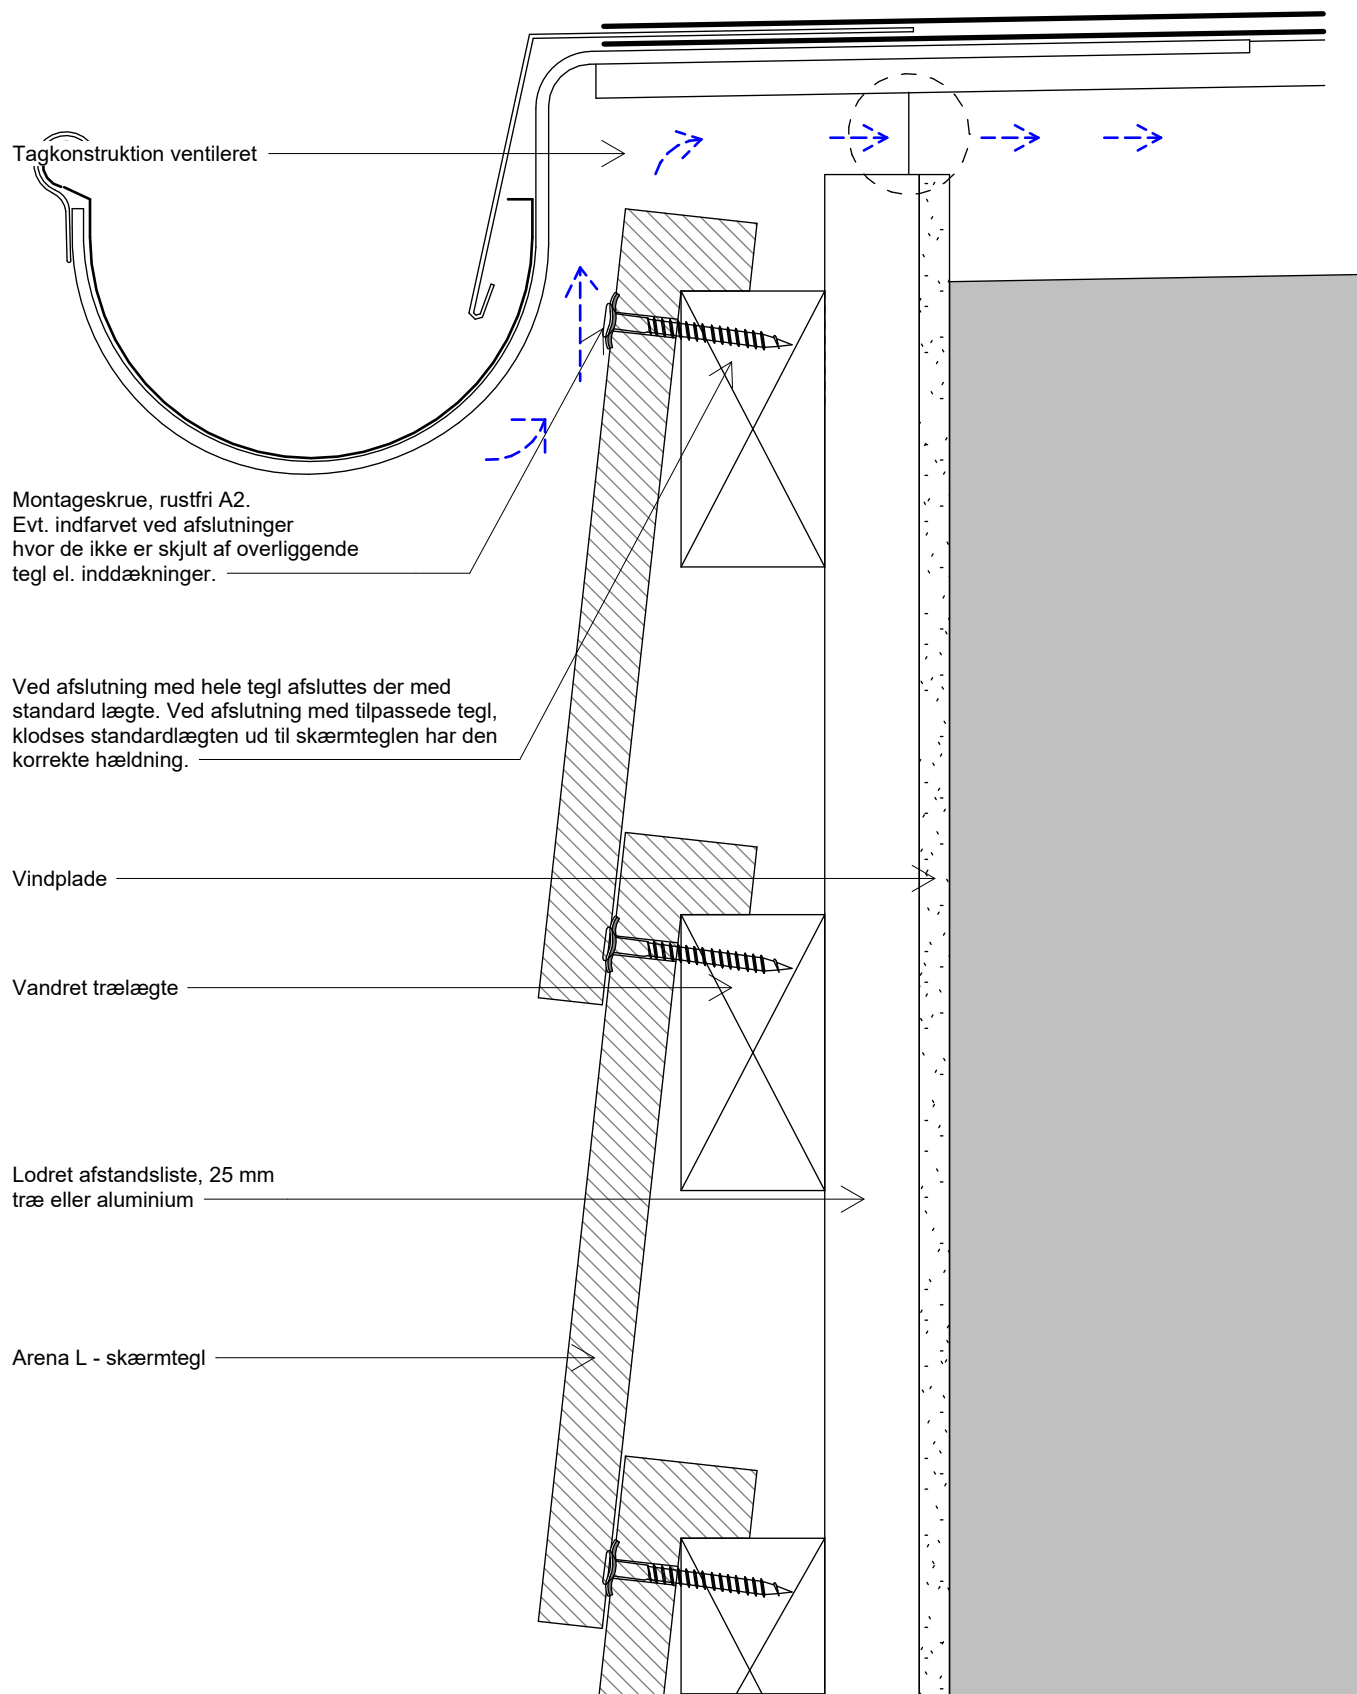 Tagkonstruktion ventileret
Montageskrue, rustfri A2.
Evt. indfarvet ved afslutninger
hvor de ikke er skjult af overliggende
tegl el. inddækninger.
Ved afslutning med hele tegl afsluttes der med
standard lægte. Ved afslutning med tilpassede tegl,
klodses standardlægten ud til skærmteglen har den
korrekte hældning.
Vindplade
Vandret trælægte
Lodret afstandsliste, 25 mm
træ eller aluminium
Arena L - skærmtegl